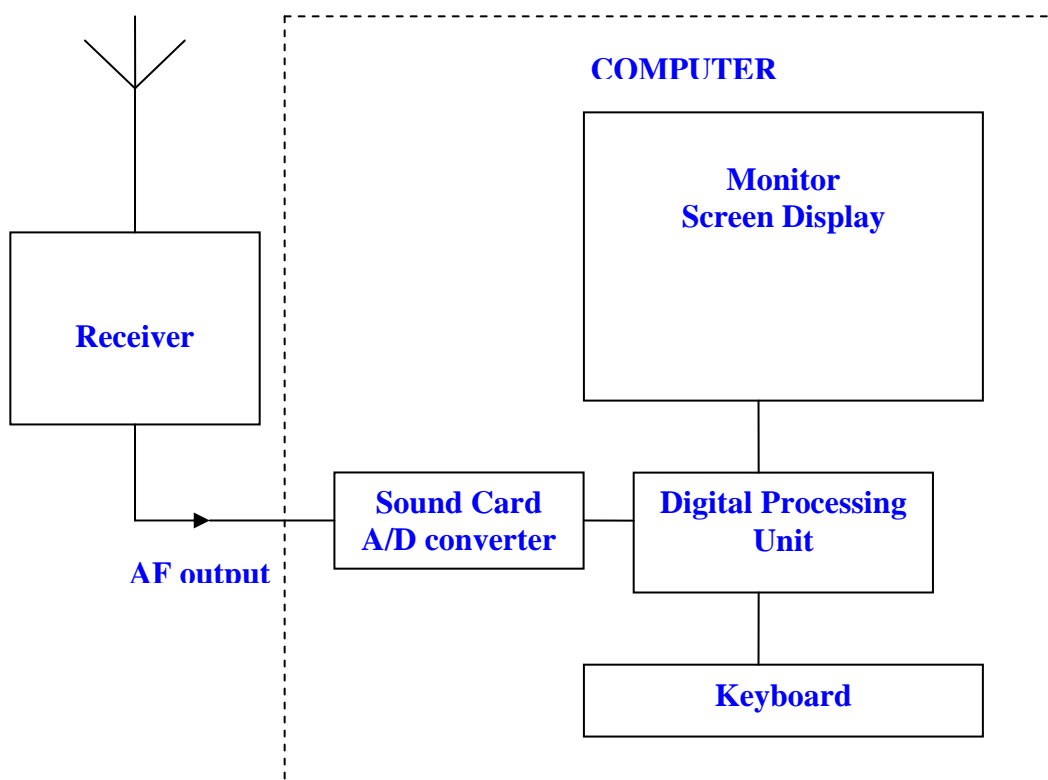 COMPUTER
Monitor
Screen Display
Receiver
Sound Card
A/D converter
Digital Processing
Unit
AF output
Keyboard